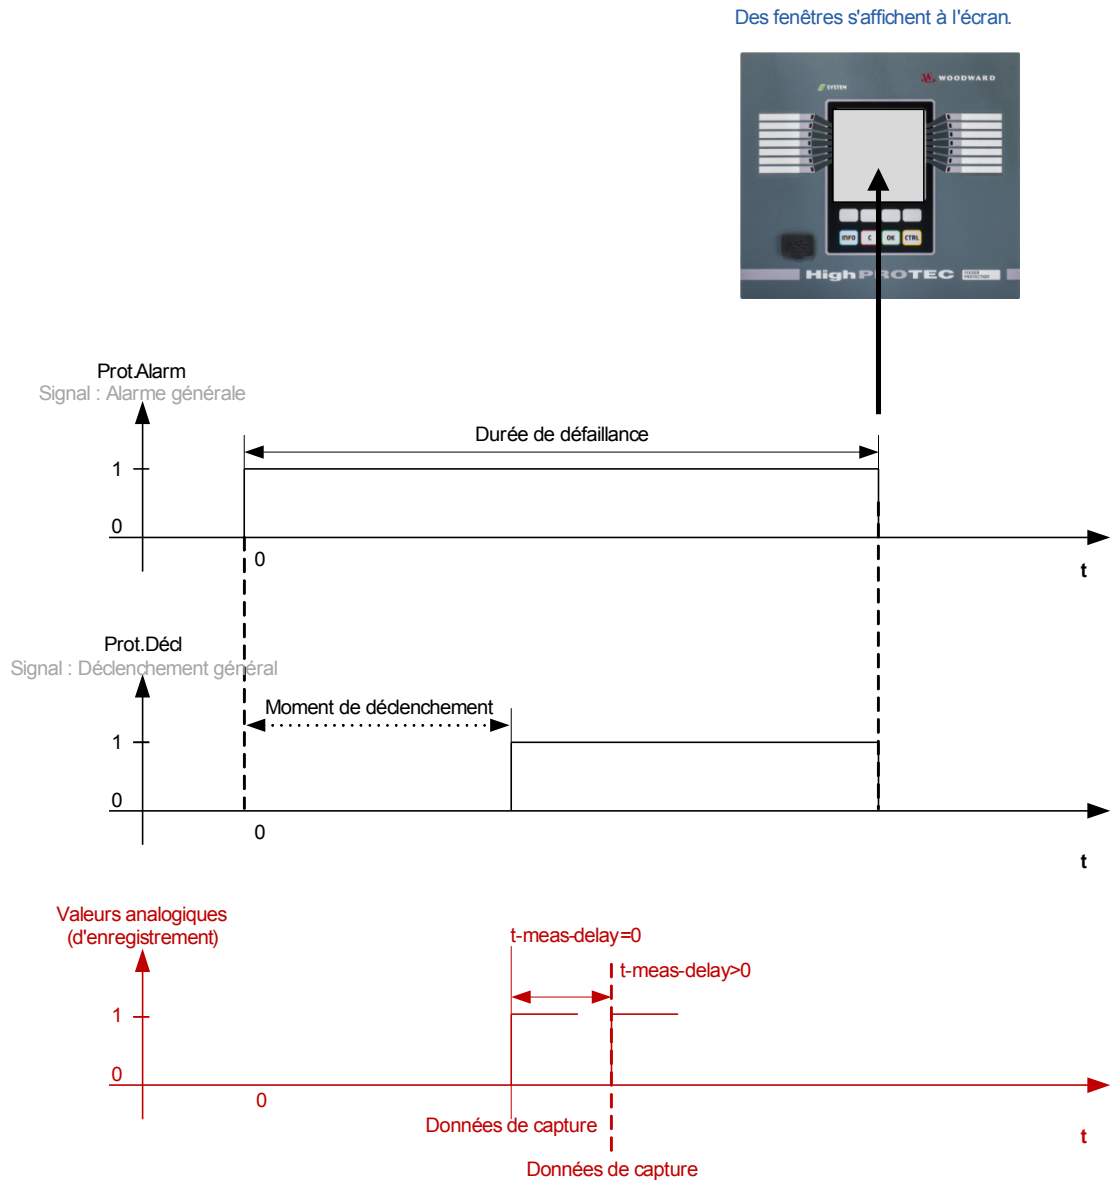 Des fenêtres s'affichent à l'écran.
WOODWARD
SYSTEM
INFO C OK CTRL
HighPROTEC FEEDER PROTECTION
Prot.Alarm
Signal : Alarme générale
Durée de défaillance
1
0
0
t
Prot.Décl
Signal : Déclenchement général
Moment de déclenchement
1
0
0
t
Valeurs analogiques
(d'enregistrement)
t-meas-delay=0
t-meas-delay>0
1
0
0
Données de capture
t
Données de capture